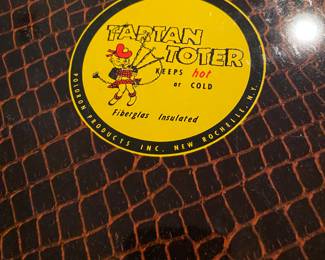 TARTAN
TOTER
KEEPS hot
or COLD
Fiberglas Insulated
POLORON PRODUCTS INC. NEW ROCHELLE, N.Y.